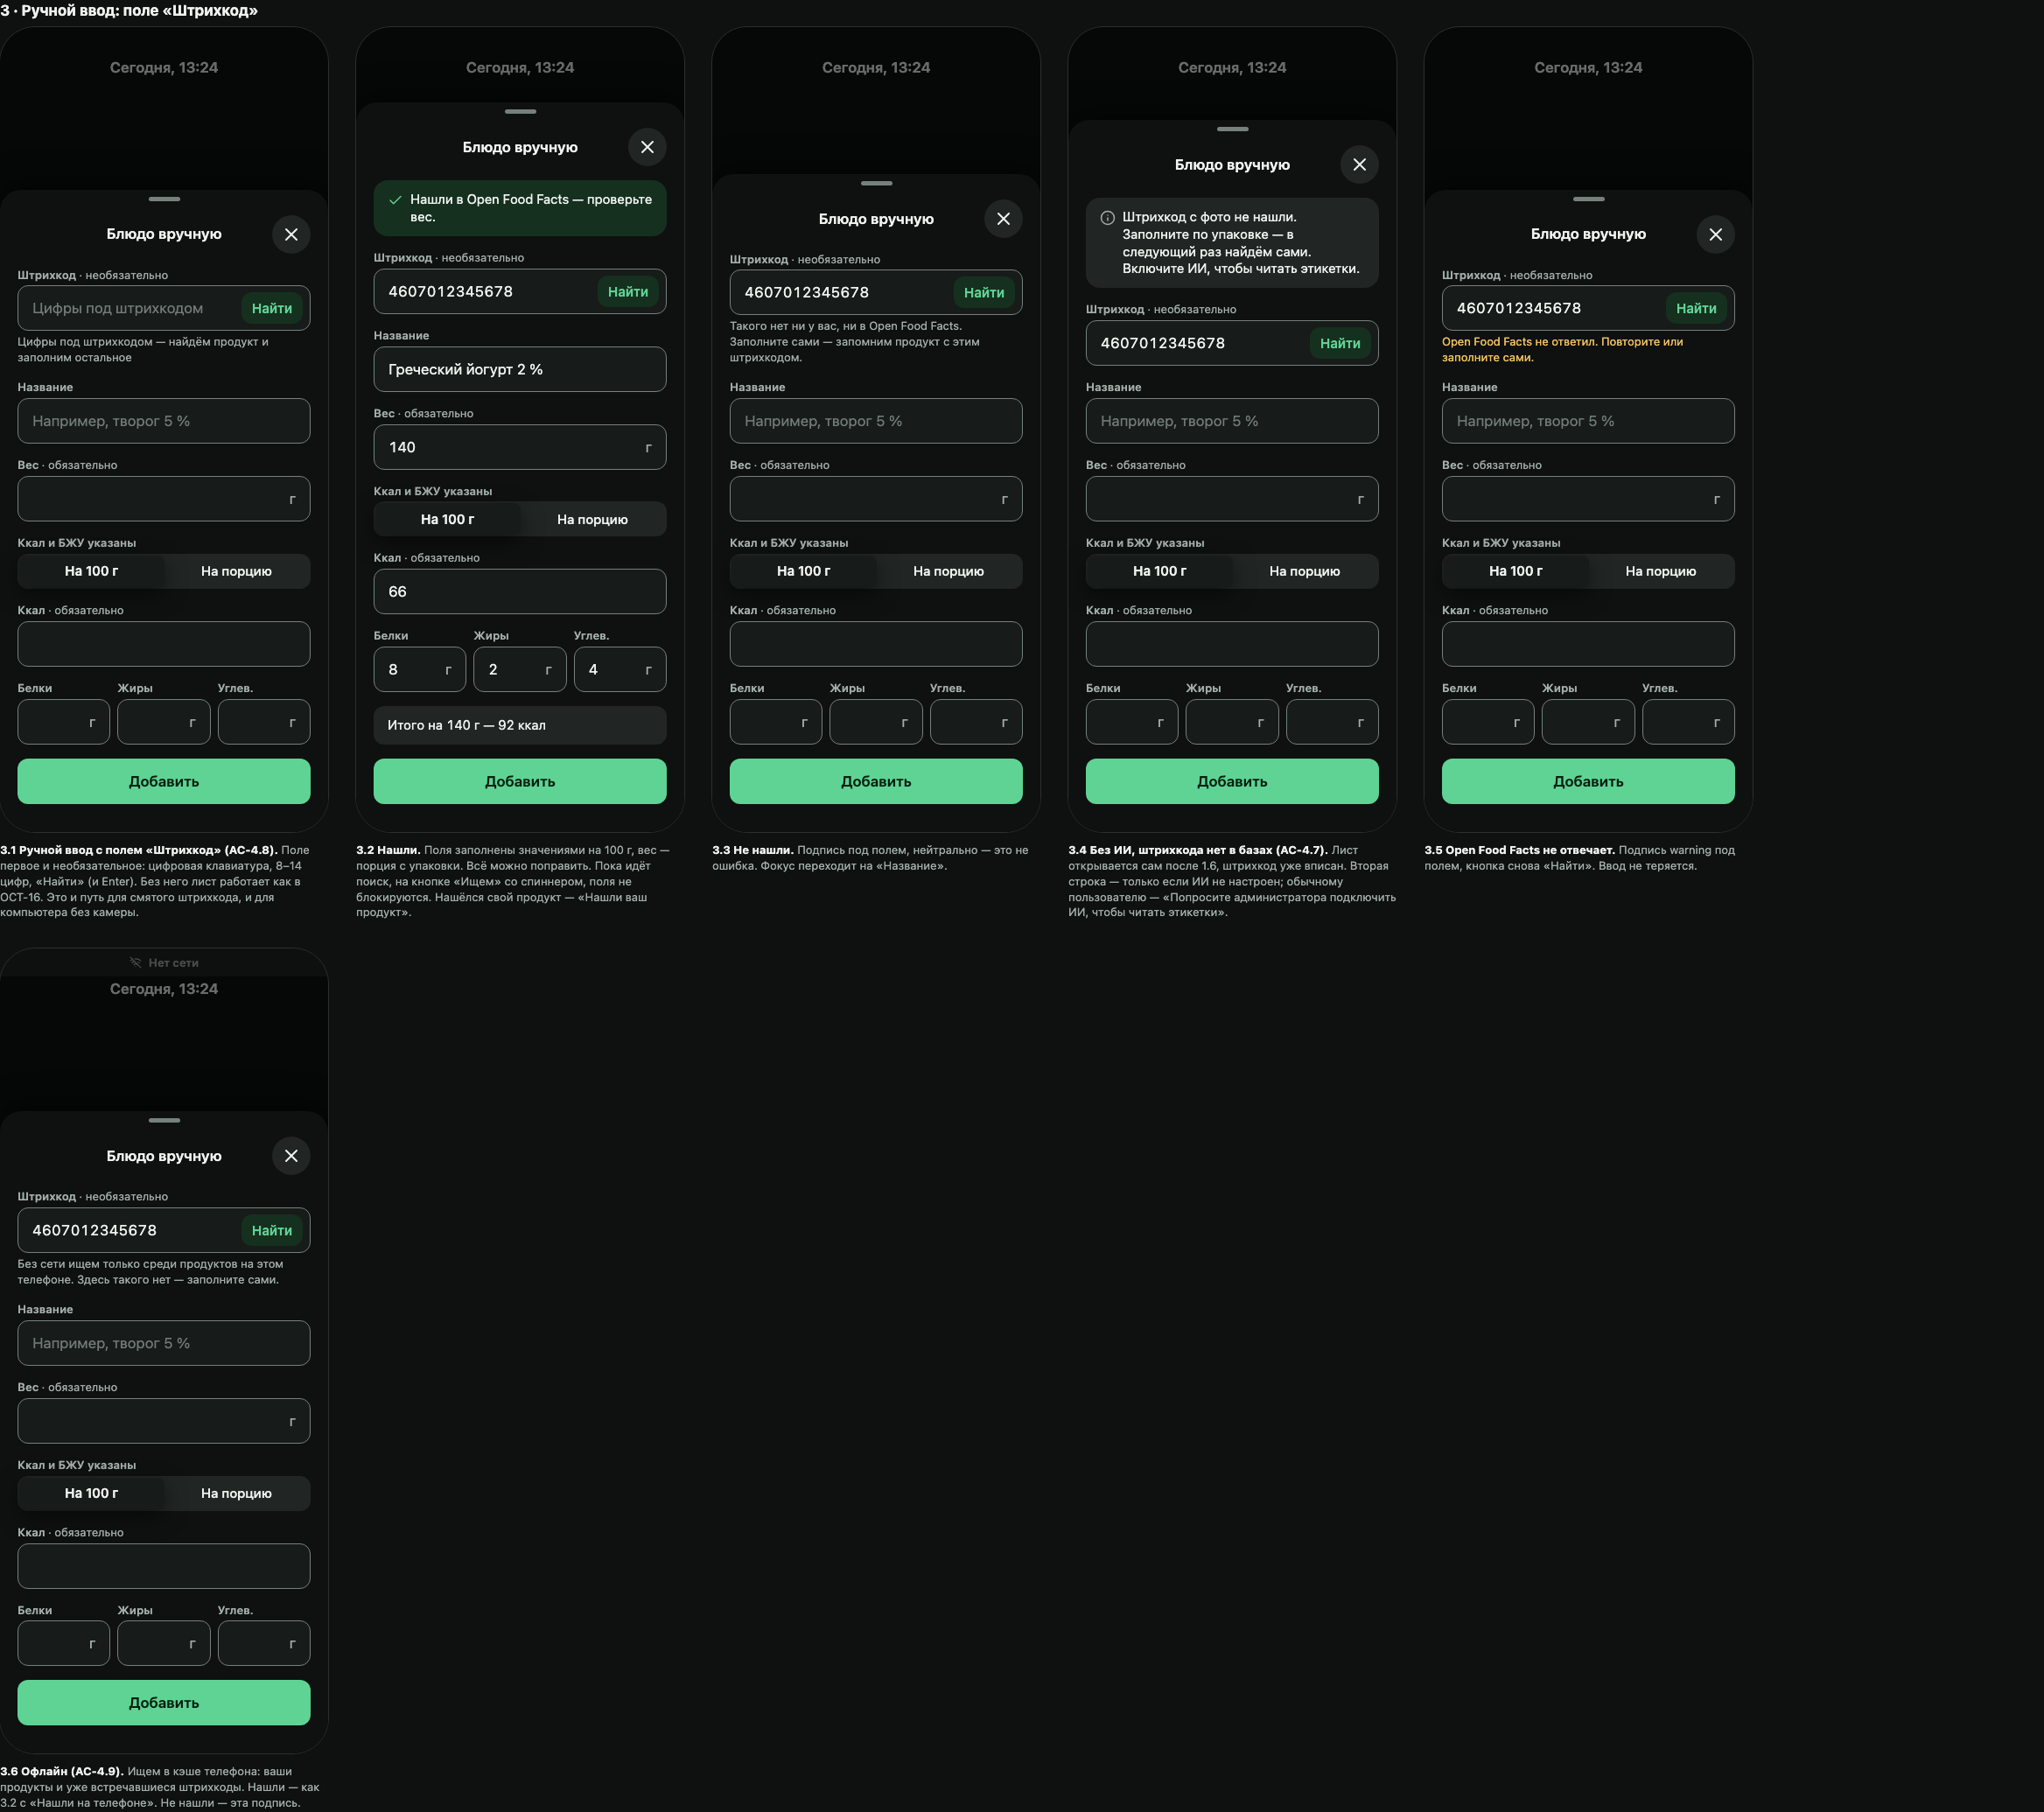 3 · Ручной ввод: поле «Штрихкод»
Сегодня, 13:24
Блюдо вручную
Штрихкод · необязательно
Цифры под штрихкодом
Найти
Цифры под штрихкодом — найдём продукт и
заполним остальное
Название
Например, творог 5 %
Вес · обязательно
г
Ккал и БЖУ указаны
На 100 г
На порцию
Ккал · обязательно
Белки
Жиры
Углев.
г
г
г
Добавить
3.1 Ручной ввод с полем «Штрихкод» (AC-4.8). Поле
первое и необязательное: цифровая клавиатура, 8–14
цифр, «Найти» (и Enter). Без него лист работает как в
ОСТ-16. Это и путь для смятого штрихкода, и для
компьютера без камеры.
Сегодня, 13:24
Блюдо вручную
Нашли в Open Food Facts — проверьте
вес.
Штрихкод · необязательно
4607012345678
Найти
Название
Греческий йогурт 2 %
Вес · обязательно
140
г
Ккал и БЖУ указаны
На 100 г
На порцию
Ккал · обязательно
66
Белки
Жиры
Углев.
8
г
2
г
4
г
Итого на 140 г — 92 ккал
Добавить
3.2 Нашли. Поля заполнены значениями на 100 г, вес —
порция с упаковки. Всё можно поправить. Пока идёт
поиск, на кнопке «Ищем» со спиннером, поля не
блокируются. Нашёлся свой продукт — «Нашли ваш
продукт».
Сегодня, 13:24
Блюдо вручную
Штрихкод · необязательно
4607012345678
Найти
Такого нет ни у вас, ни в Open Food Facts.
Заполните сами — запомним продукт с этим
штрихкодом.
Название
Например, творог 5 %
Вес · обязательно
г
Ккал и БЖУ указаны
На 100 г
На порцию
Ккал · обязательно
Белки
Жиры
Углев.
г
г
г
Добавить
3.3 Не нашли. Подпись под полем, нейтрально — это не
ошибка. Фокус переходит на «Название».
Сегодня, 13:24
Блюдо вручную
Штрихкод с фото не нашли.
Заполните по упаковке — в
следующий раз найдём сами.
Включите ИИ, чтобы читать этикетки.
Штрихкод · необязательно
4607012345678
Найти
Название
Например, творог 5 %
Вес · обязательно
г
Ккал и БЖУ указаны
На 100 г
На порцию
Ккал · обязательно
Белки
Жиры
Углев.
г
г
г
Добавить
3.4 Без ИИ, штрихкода нет в базах (AC-4.7). Лист
открывается сам после 1.6, штрихкод уже вписан. Вторая
строка — только если ИИ не настроен; обычному
пользователю — «Попросите администратора подключить
ИИ, чтобы читать этикетки».
Сегодня, 13:24
Блюдо вручную
Штрихкод · необязательно
4607012345678
Найти
Open Food Facts не ответил. Повторите или
заполните сами.
Название
Например, творог 5 %
Вес · обязательно
г
Ккал и БЖУ указаны
На 100 г
На порцию
Ккал · обязательно
Белки
Жиры
Углев.
г
г
г
Добавить
3.5 Open Food Facts не отвечает. Подпись warning под
полем, кнопка снова «Найти». Ввод не теряется.
Нет сети
Сегодня, 13:24
Блюдо вручную
Штрихкод · необязательно
4607012345678
Найти
Без сети ищем только среди продуктов на этом
телефоне. Здесь такого нет — заполните сами.
Название
Например, творог 5 %
Вес · обязательно
г
Ккал и БЖУ указаны
На 100 г
На порцию
Ккал · обязательно
Белки
Жиры
Углев.
г
г
г
Добавить
3.6 Офлайн (AC-4.9). Ищем в кэше телефона: ваши
продукты и уже встречавшиеся штрихкоды. Нашли — как
3.2 с «Нашли на телефоне». Не нашли — эта подпись.